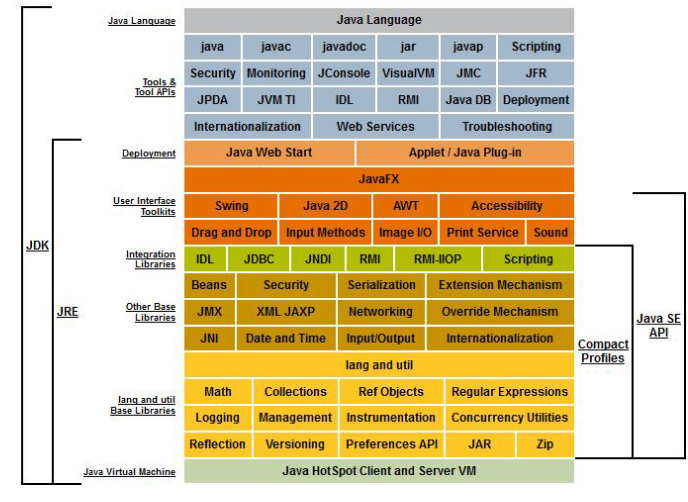 Java Language Java Language
java javac javadoc jar javap Scripting
Security Monitoring JConsole VisualVM JMC JFR
Tools &
Tool APIs
JPDA JVM TI IDL RMI Java DB Deployment
Internationalization Web Services Troubleshooting
Deployment Java Web Start Applet / Java Plug-in
JavaFX
User Interface
Toolkits
Swing Java 2D AWT Accessibility
Drag and Drop Input Methods Image I/O Print Service Sound
Integration
Libraries
IDL JDBC JNDI RMI RMI-IIOP Scripting
Beans Security Serialization Extension Mechanism
Other Base
Libraries
JMX XML JAXP Networking Override Mechanism
JNI Date and Time Input/Output Internationalization
lang and util
lang and util
Base Libraries
Math Collections Ref Objects Regular Expressions
Logging Management Instrumentation Concurrency Utilities
Reflection Versioning Preferences API JAR Zip
Java Virtual Machine Java HotSpot Client and Server VM
JDK
JRE
Compact
Profiles
Java SE
API